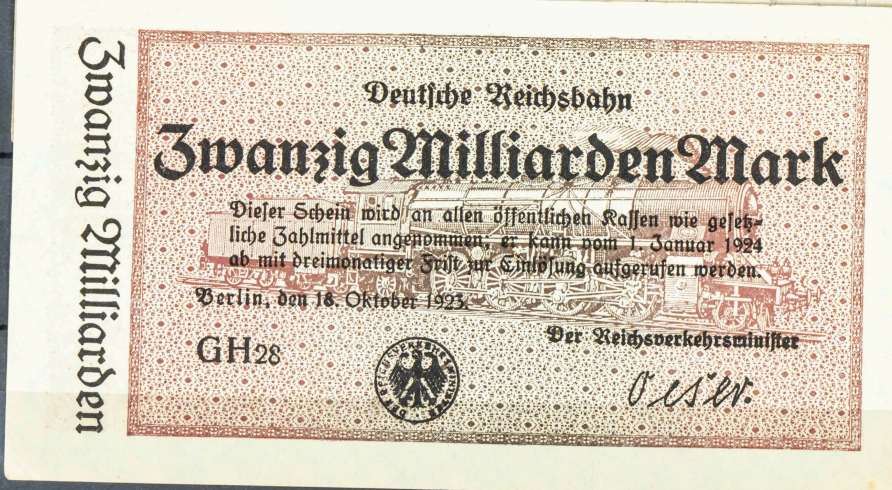 Zwanzig Milliarden
Deutsche Reichsbahn
Zwanzig Milliarden Mark
Dieser Schein wird an allen öffentlichen Kassen wie gesetz-
liche Zahlmittel angenommen, er kann vom 1. Januar 1924
ab mit dreimonatiger Frist zur Einlösung aufgerufen werden.
Berlin, den 18. Oktober 1923.
Der Reichsverkehrsminister
GH28
Oeser.